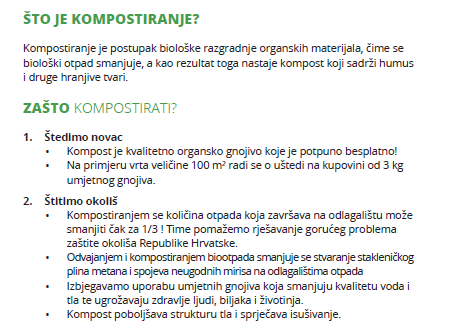 ŠTO JE KOMPOSTIRANJE?
Kompostiranje je postupak biološke razgradnje organskih materijala, čime se
biološki otpad smanjuje, a kao rezultat toga nastaje kompost koji sadrži humus
i druge hranjive tvari.
ZAŠTO KOMPOSTIRATI?
1. Štedimo novac
• Kompost je kvalitetno organsko gnojivo koje je potpuno besplatno!
• Na primjeru vrta veličine 100 m² radi se o uštedi na kupovini od 3 kg
umjetnog gnojiva.
2. Štitimo okoliš
• Kompostiranjem se količina otpada koja završava na odlagalištu može
smanjiti čak za 1/3 ! Time pomažemo rješavanje gorućeg problema
zaštite okoliša Republike Hrvatske.
• Odvajanjem i kompostiranjem biootpada smanjuje se stvaranje stakleničkog
plina metana i spojeva neugodnih mirisa na odlagalištima otpada
• Izbjegavamo uporabu umjetnih gnojiva koja smanjuju kvalitetu voda i
tla te ugrožavaju zdravlje ljudi, biljaka i životinja.
• Kompost poboljšava strukturu tla i sprječava isušivanje.